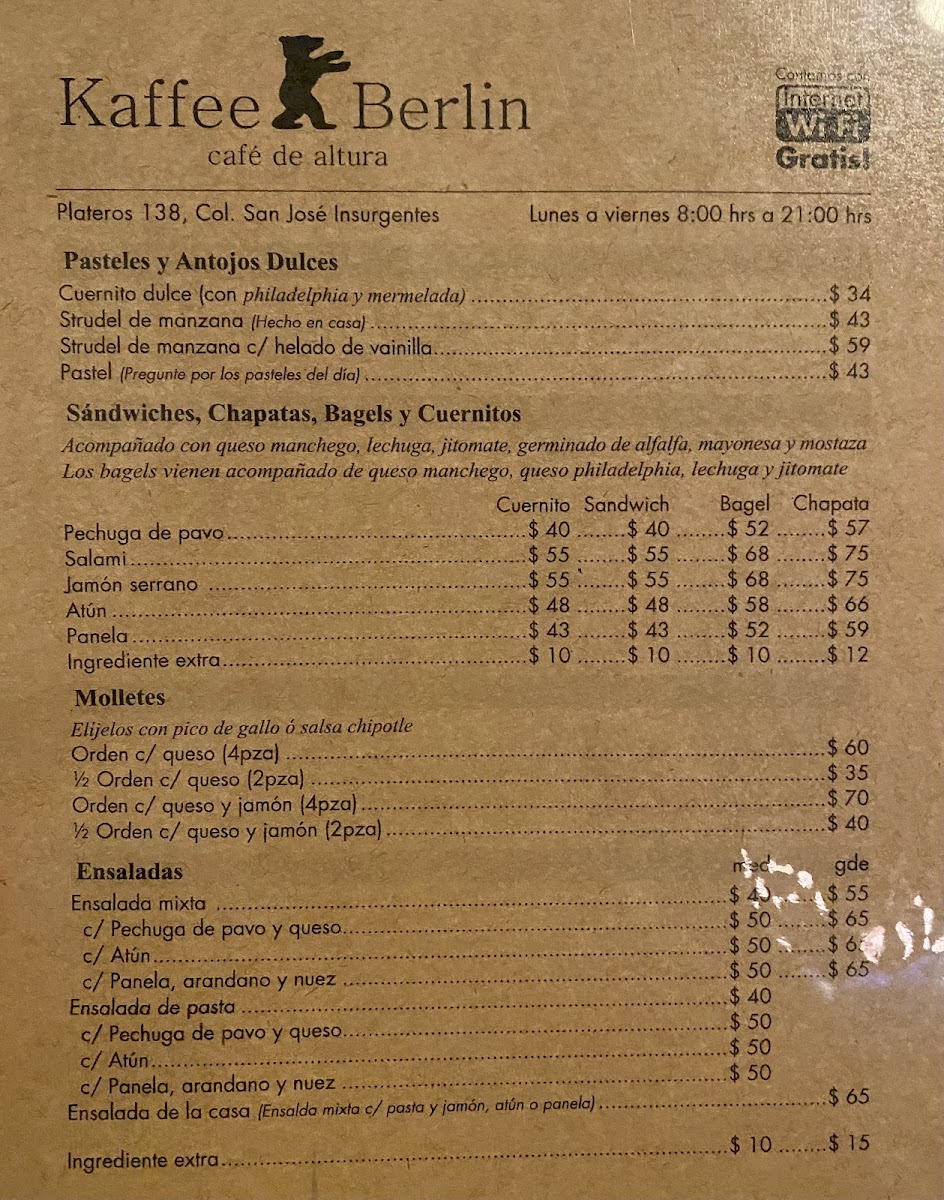 Kaffee Berlin
café de altura
Contamos con
Internet
Wi Fi
Gratis!
Plateros 138, Col. San José Insurgentes Lunes a viernes 8:00 hrs a 21:00 hrs
Pasteles y Antojos Dulces
Cuernito dulce (con philadelphia y mermelada) $ 34
Strudel de manzana (Hecho en casa) $ 43
Strudel de manzana c/ helado de vainilla $ 59
Pastel (Pregunte por los pasteles del día) $ 43
Sándwiches, Chapatas, Bagels y Cuernitos
Acompañado con queso manchego, lechuga, jitomate, germinado de alfalfa, mayonesa y mostaza
Los bagels vienen acompañado de queso manchego, queso philadelphia, lechuga y jitomate
Cuernito Sandwich Bagel Chapata
Pechuga de pavo $ 40 $ 40 $ 52 $ 57
Salami $ 55 $ 55 $ 68 $ 75
Jamón serrano $ 55 $ 55 $ 68 $ 75
Atún $ 48 $ 48 $ 58 $ 66
Panela $ 43 $ 43 $ 52 $ 59
Ingrediente extra $ 10 $ 10 $ 10 $ 12
Molletes
Elíjelos con pico de gallo ó salsa chipotle
Orden c/ queso (4pza) $ 60
½ Orden c/ queso (2pza) $ 35
Orden c/ queso y jamón (4pza) $ 70
½ Orden c/ queso y jamón (2pza) $ 40
Ensaladas med gde
Ensalada mixta $ 40 $ 55
c/ Pechuga de pavo y queso $ 50 $ 65
c/ Atún $ 50 $
c/ Panela, arandano y nuez $ 50 $ 65
Ensalada de pasta $ 40
c/ Pechuga de pavo y queso $ 50
c/ Atún $ 50
c/ Panela, arandano y nuez $ 50
Ensalada de la casa (Ensalda mixta c/ pasta y jamón, atún o panela) $ 65
Ingrediente extra $ 10 $ 15